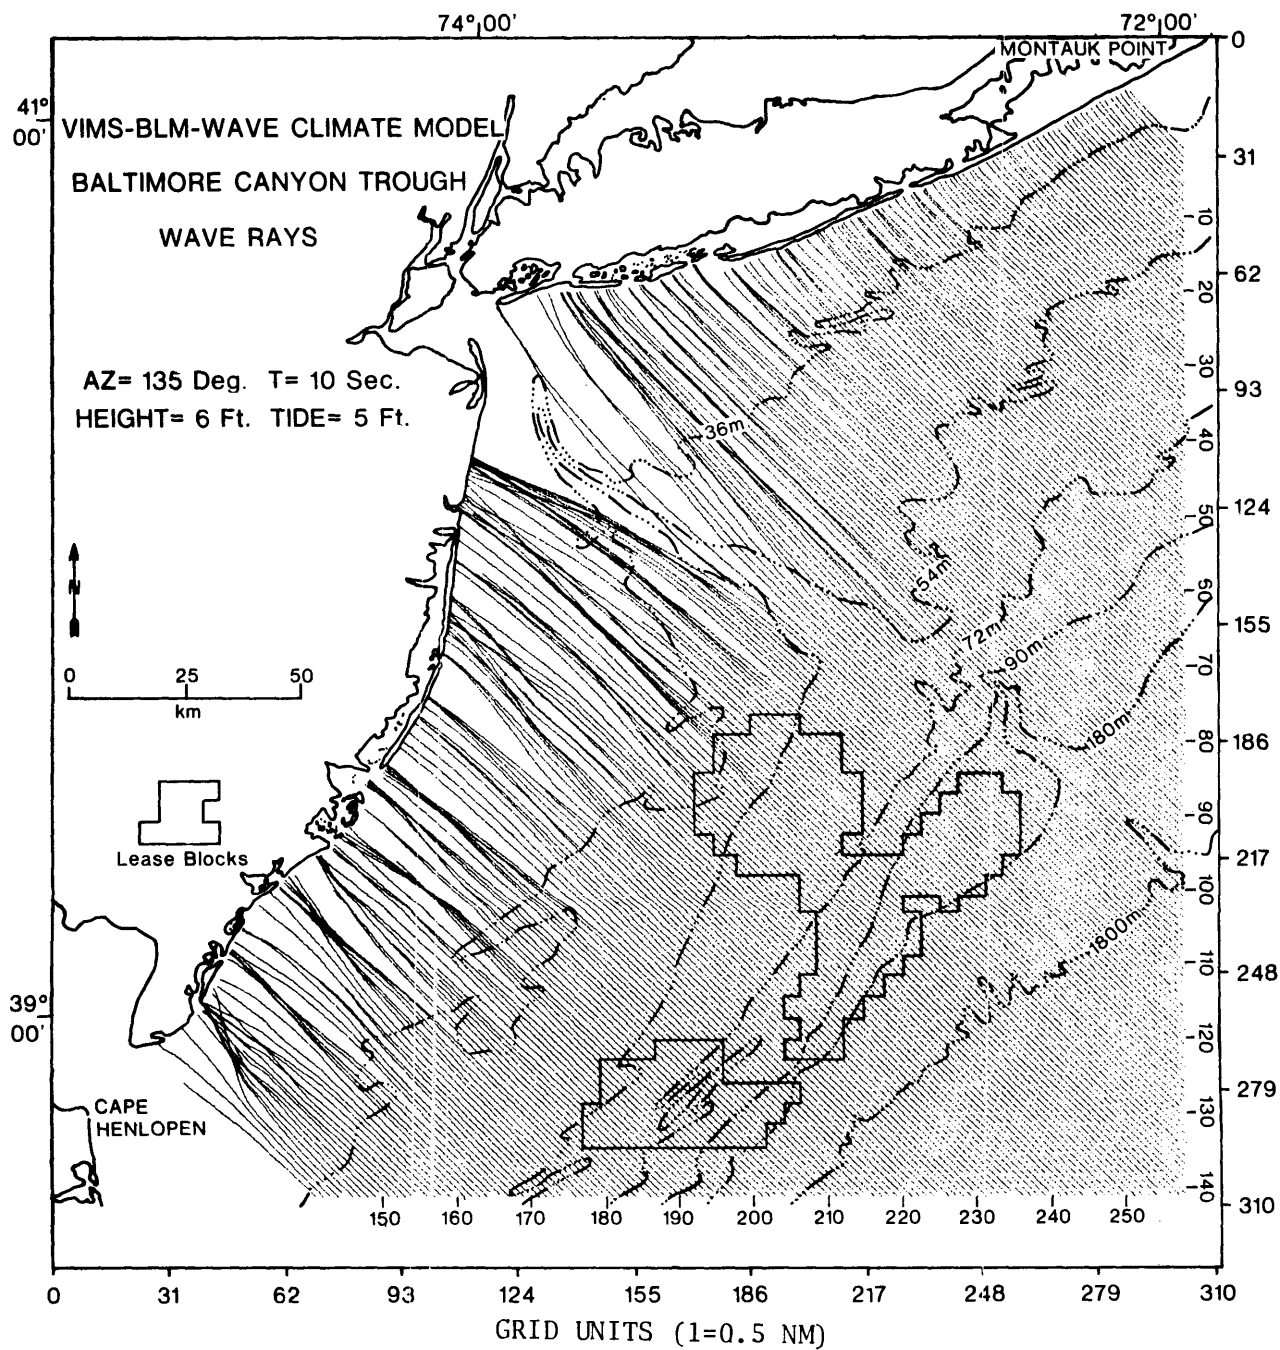 74°00'
72°00'
MONTAUK POINT
0
41°
00'
VIMS-BLM-WAVE CLIMATE MODEL
BALTIMORE CANYON TROUGH
WAVE RAYS
31
10
62
20
AZ= 135 Deg. T= 10 Sec.
HEIGHT= 6 Ft. TIDE= 5 Ft.
30
93
36m
40
124
50
N
54m
60
155
72m
90m
70
0 25 50
km
180m
80
186
90
Lease Blocks
217
100
1800m
110
248
39°
00'
120
279
CAPE
HENLOPEN
130
140
150 160 170 180 190 200 210 220 230 240 250
310
0 31 62 93 124 155 186 217 248 279 310
GRID UNITS (1=0.5 NM)